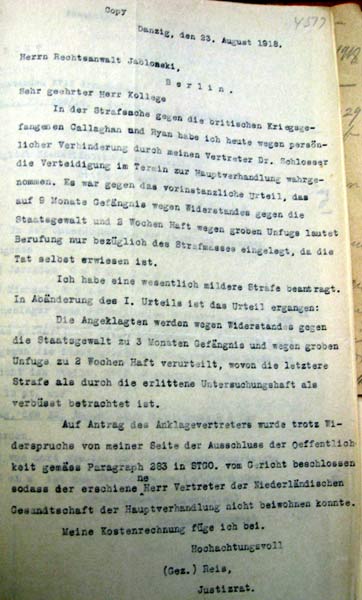 Copy
4577-
Danzig, den 23. August 1918.
Herrn Rechtsanwalt Jablonski,
Berlin.
Sehr geehrter Herr Kollege
In der Strafsache gegen die britischen Kriegsge-
fangenen Callaghan und Ryan habe ich heute wegen persön-
licher Verhinderung durch meinen Vertreter Dr. Schlosser
die Verteidigung im Termin zur Hauptverhandlung wahrge-
nommen. Es war gegen das vorinstanzliche Urteil, das
auf 9 Monate Gefängnis wegen Widerstandes gegen die
Staatsgewalt und 2 Wochen Haft wegen groben Unfugs lautet
Berufung nur bezüglich des Strafmasses eingelegt, da die
Tat selbst erwiesen ist.
Ich habe eine wesentlich mildere Strafe beantragt.
In Abänderung des I. Urteils ist das Urteil ergangen:
Die Angeklagten werden wegen Widerstandes gegen
die Staatsgewalt zu 3 Monaten Gefängnis und wegen groben
Unfugs zu 2 Wochen Haft verurteilt, wovon die letztere
Strafe als durch die erlittene Untersuchungshaft als
verbüsst betrachtet ist.
Auf Antrag des Anklagevertreters wurde trotz Wi-
derspruchs von meiner Seite der Ausschluss der Oeffentlich-
keit gemäss Paragraph 283 in STGO. vom Gericht beschlossen
sodass der erschienene Herr Vertreter der Niederländischen
Gesandtschaft der Hauptverhandlung nicht beiwohnen konnte.
Meine Kostenrechnung füge ich bei.
Hochachtungsvoll
(Gez.) Reis,
Justizrat.